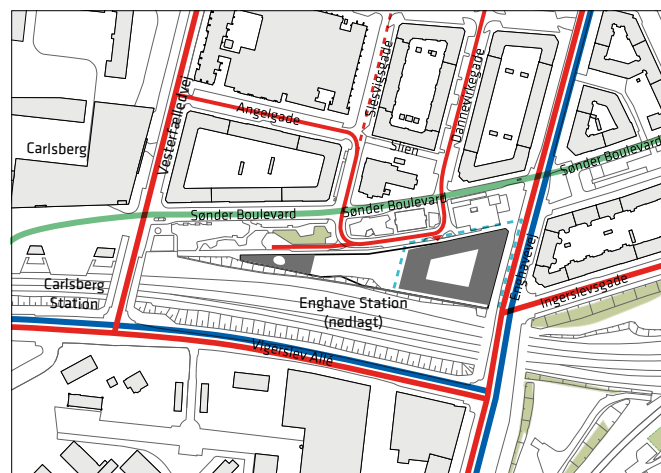 Vesterfælledvej
Angelgade
Slesvigsgade
Dannevirkegade
Slien
Carlsberg
Sønder Boulevard
Sønder Boulevard
Sønder Boulevard
Enghavevej
Ingerslevsgade
Carlsberg
Station
Enghave Station
(nedlagt)
Vigerslev Allé